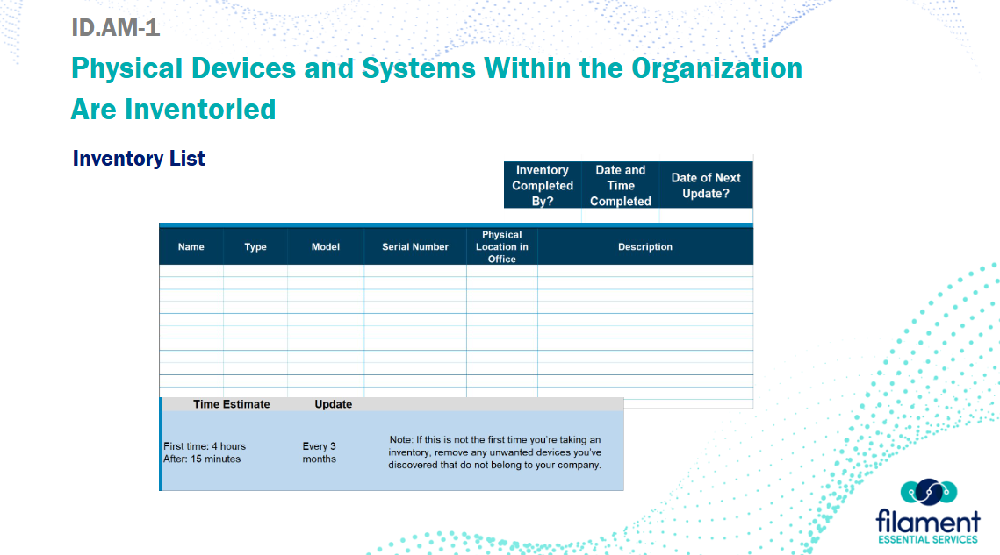 ID.AM-1
Physical Devices and Systems Within the Organization
Are Inventoried
Inventory List
Inventory Completed By?
Date and Time Completed
Date of Next Update?
Name
Type
Model
Serial Number
Physical Location in Office
Description
Time Estimate
Update
First time: 4 hours
After: 15 minutes
Every 3
months
Note: If this is not the first time you're taking an
inventory, remove any unwanted devices you've
discovered that do not belong to your company.
filament
ESSENTIAL SERVICES